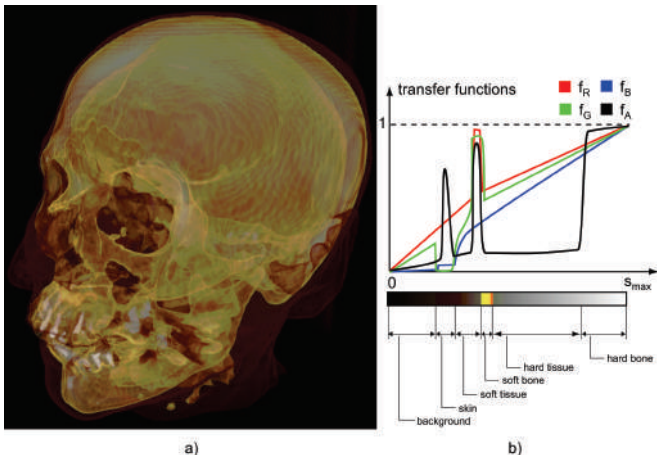 transfer functions
f_R f_B
f_G f_A
1
0 s_max
hard bone
hard tissue
soft bone
soft tissue
skin
background
a) b)